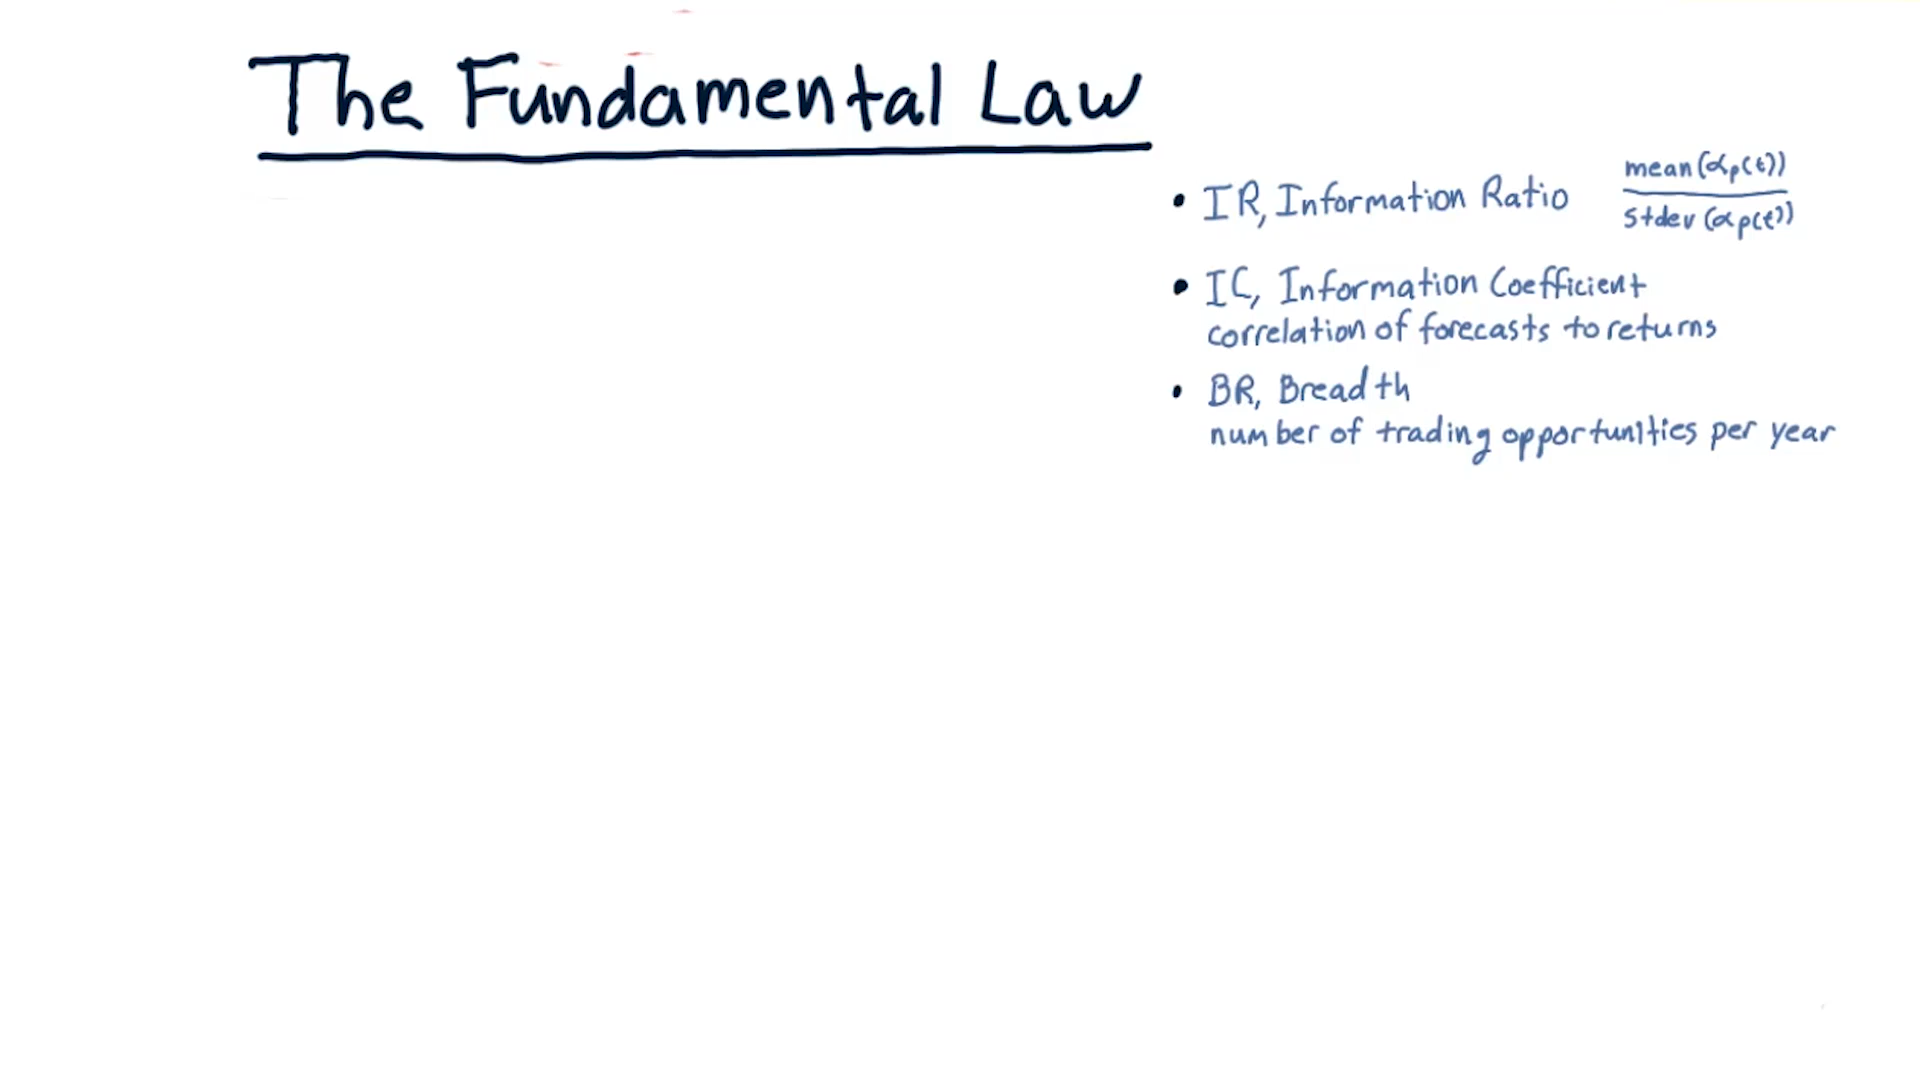 The Fundamental Law
• IR, Information Ratio mean(αp(t)) / stdev(αp(t))
• IC, Information Coefficient
correlation of forecasts to returns
• BR, Breadth
number of trading opportunities per year